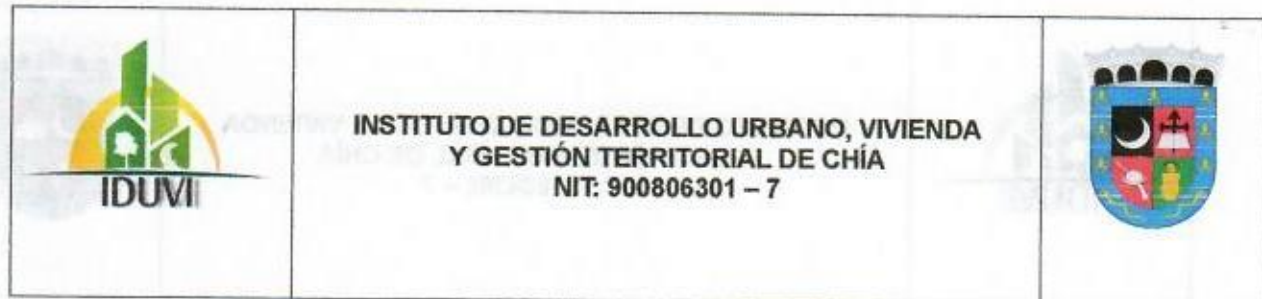 IDUVI
INSTITUTO DE DESARROLLO URBANO, VIVIENDA
Y GESTIÓN TERRITORIAL DE CHÍA
NIT: 900806301 – 7